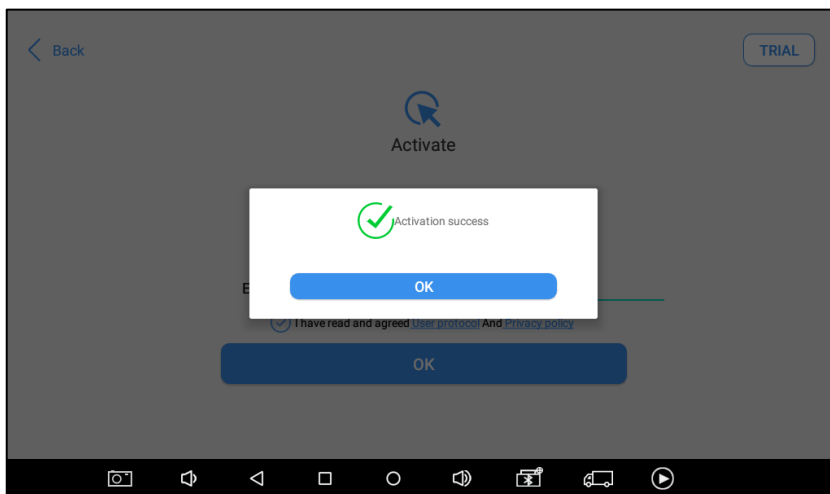 Back
TRIAL
Activate
Activation success
OK
E
I have read and agreed User protocol And Privacy policy
OK